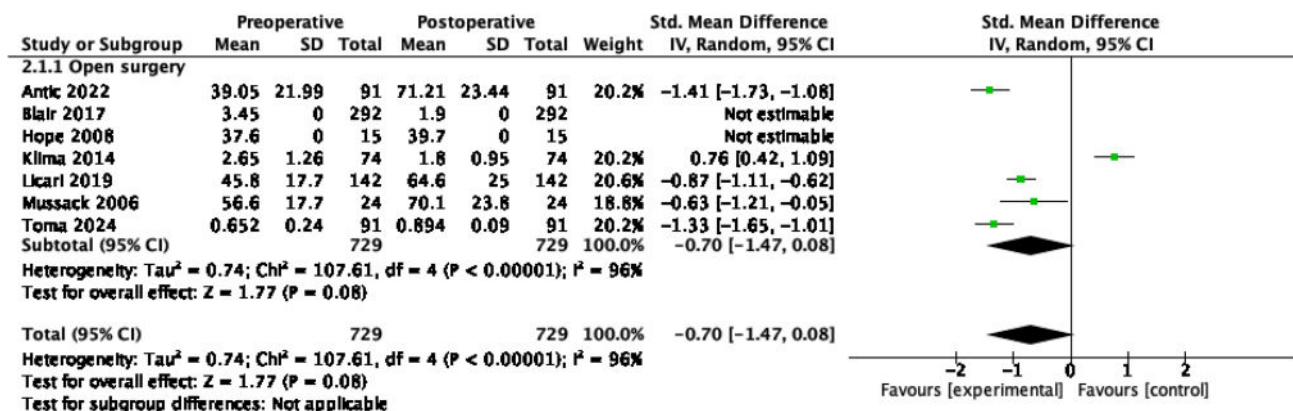 Preoperative Postoperative Std. Mean Difference Std. Mean Difference
Study or Subgroup Mean SD Total Mean SD Total Weight IV, Random, 95% CI IV, Random, 95% CI
2.1.1 Open surgery
Antic 2022 39.05 21.99 91 71.21 23.44 91 20.2% -1.41 [-1.73, -1.08]
Blair 2017 3.45 0 292 1.9 0 292 Not estimable
Hope 2008 37.6 0 15 39.7 0 15 Not estimable
Klima 2014 2.65 1.26 74 1.8 0.95 74 20.2% 0.76 [0.42, 1.09]
Licari 2019 45.8 17.7 142 64.6 25 142 20.6% -0.87 [-1.11, -0.62]
Mussack 2006 56.6 17.7 24 70.1 23.8 24 18.8% -0.63 [-1.21, -0.05]
Toma 2024 0.652 0.24 91 0.894 0.09 91 20.2% -1.33 [-1.65, -1.01]
Subtotal (95% CI) 729 729 100.0% -0.70 [-1.47, 0.08]
Heterogeneity: Tau² = 0.74; Chi² = 107.61, df = 4 (P < 0.00001); I² = 96%
Test for overall effect: Z = 1.77 (P = 0.08)
Total (95% CI) 729 729 100.0% -0.70 [-1.47, 0.08]
Heterogeneity: Tau² = 0.74; Chi² = 107.61, df = 4 (P < 0.00001); I² = 96%
Test for overall effect: Z = 1.77 (P = 0.08)
Test for subgroup differences: Not applicable
-2 -1 0 1 2
Favours [experimental] Favours [control]